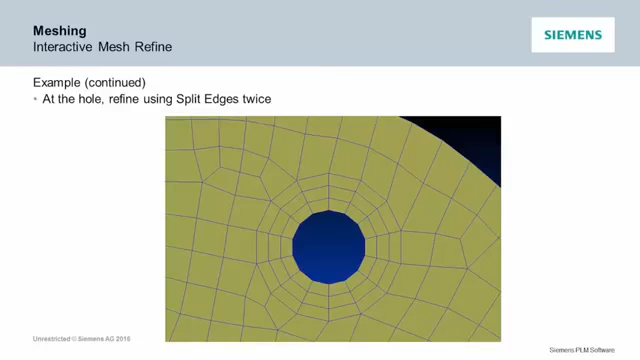 Meshing
Interactive Mesh Refine
SIEMENS
Example (continued)
• At the hole, refine using Split Edges twice
Unrestricted © Siemens AG 2016
Siemens PLM Software